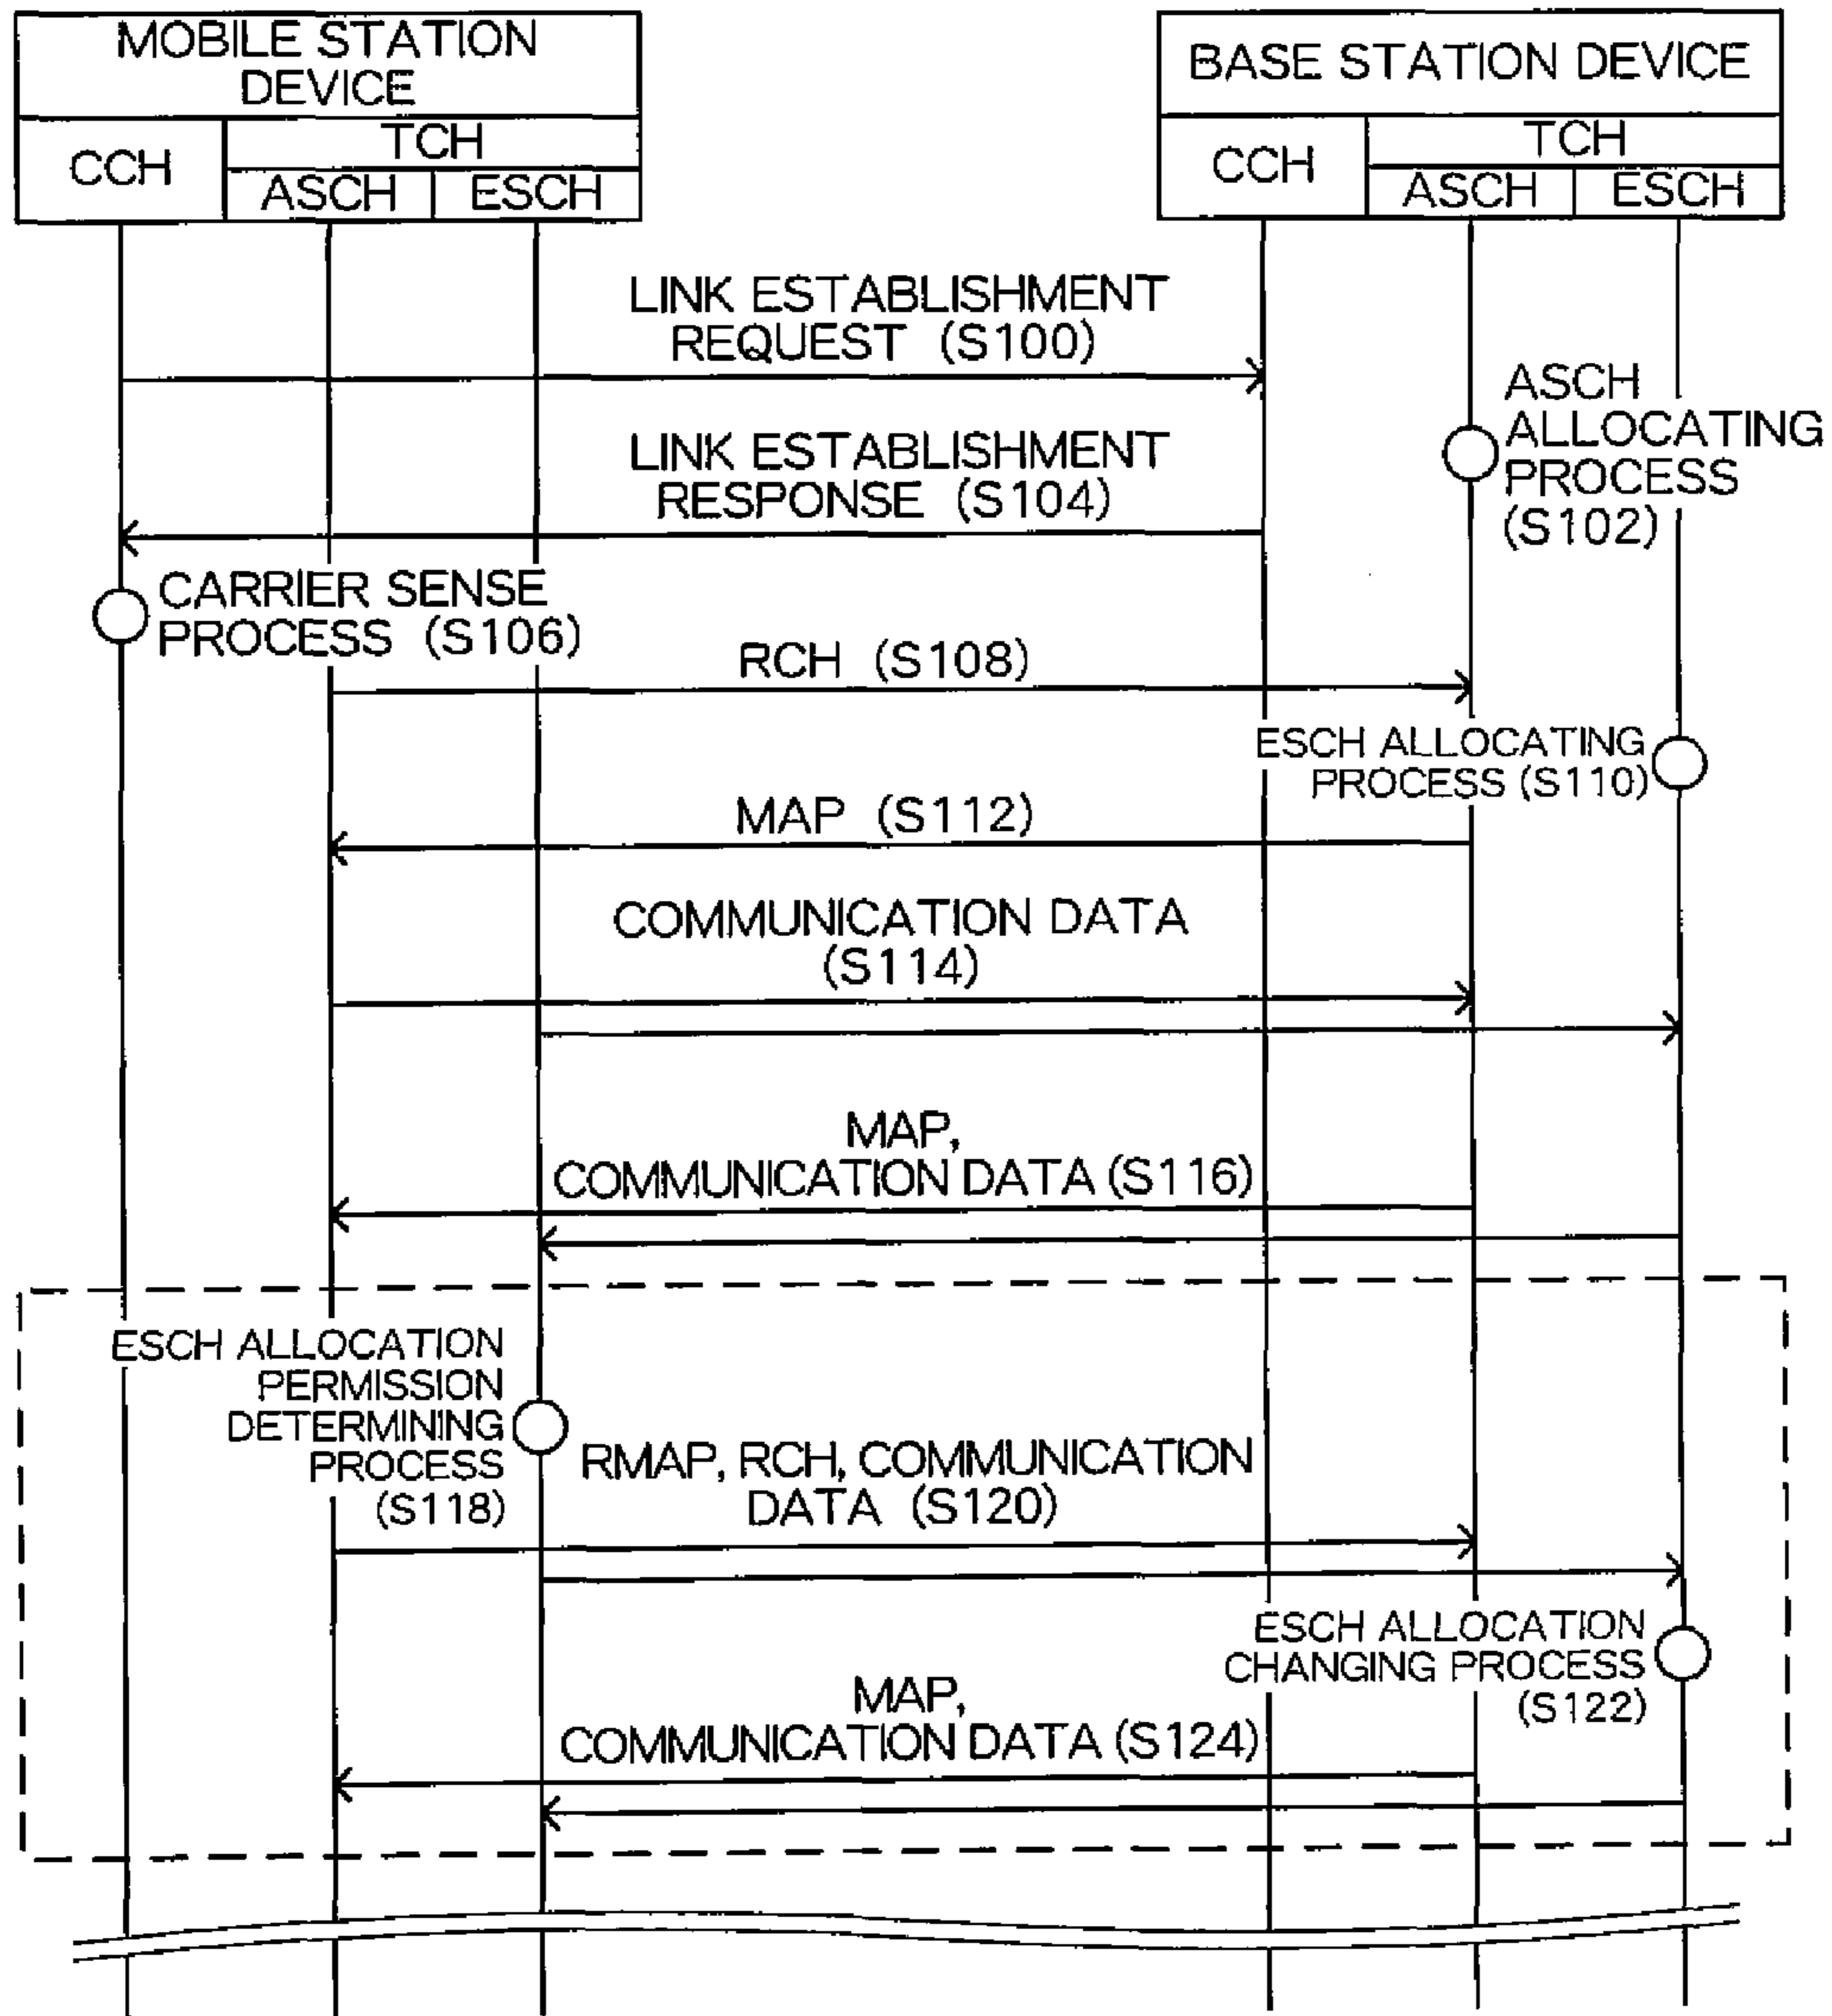 MOBILE STATION
DEVICE
CCH
TCH
ASCH
ESCH
BASE STATION DEVICE
CCH
TCH
ASCH
ESCH
LINK ESTABLISHMENT
REQUEST (S100)
ASCH
ALLOCATING
PROCESS
(S102)
LINK ESTABLISHMENT
RESPONSE (S104)
CARRIER SENSE
PROCESS (S106)
RCH (S108)
ESCH ALLOCATING
PROCESS (S110)
MAP (S112)
COMMUNICATION DATA
(S114)
MAP,
COMMUNICATION DATA (S116)
ESCH ALLOCATION
PERMISSION
DETERMINING
PROCESS
(S118)
RMAP, RCH, COMMUNICATION
DATA (S120)
ESCH ALLOCATION
CHANGING PROCESS
(S122)
MAP,
COMMUNICATION DATA (S124)